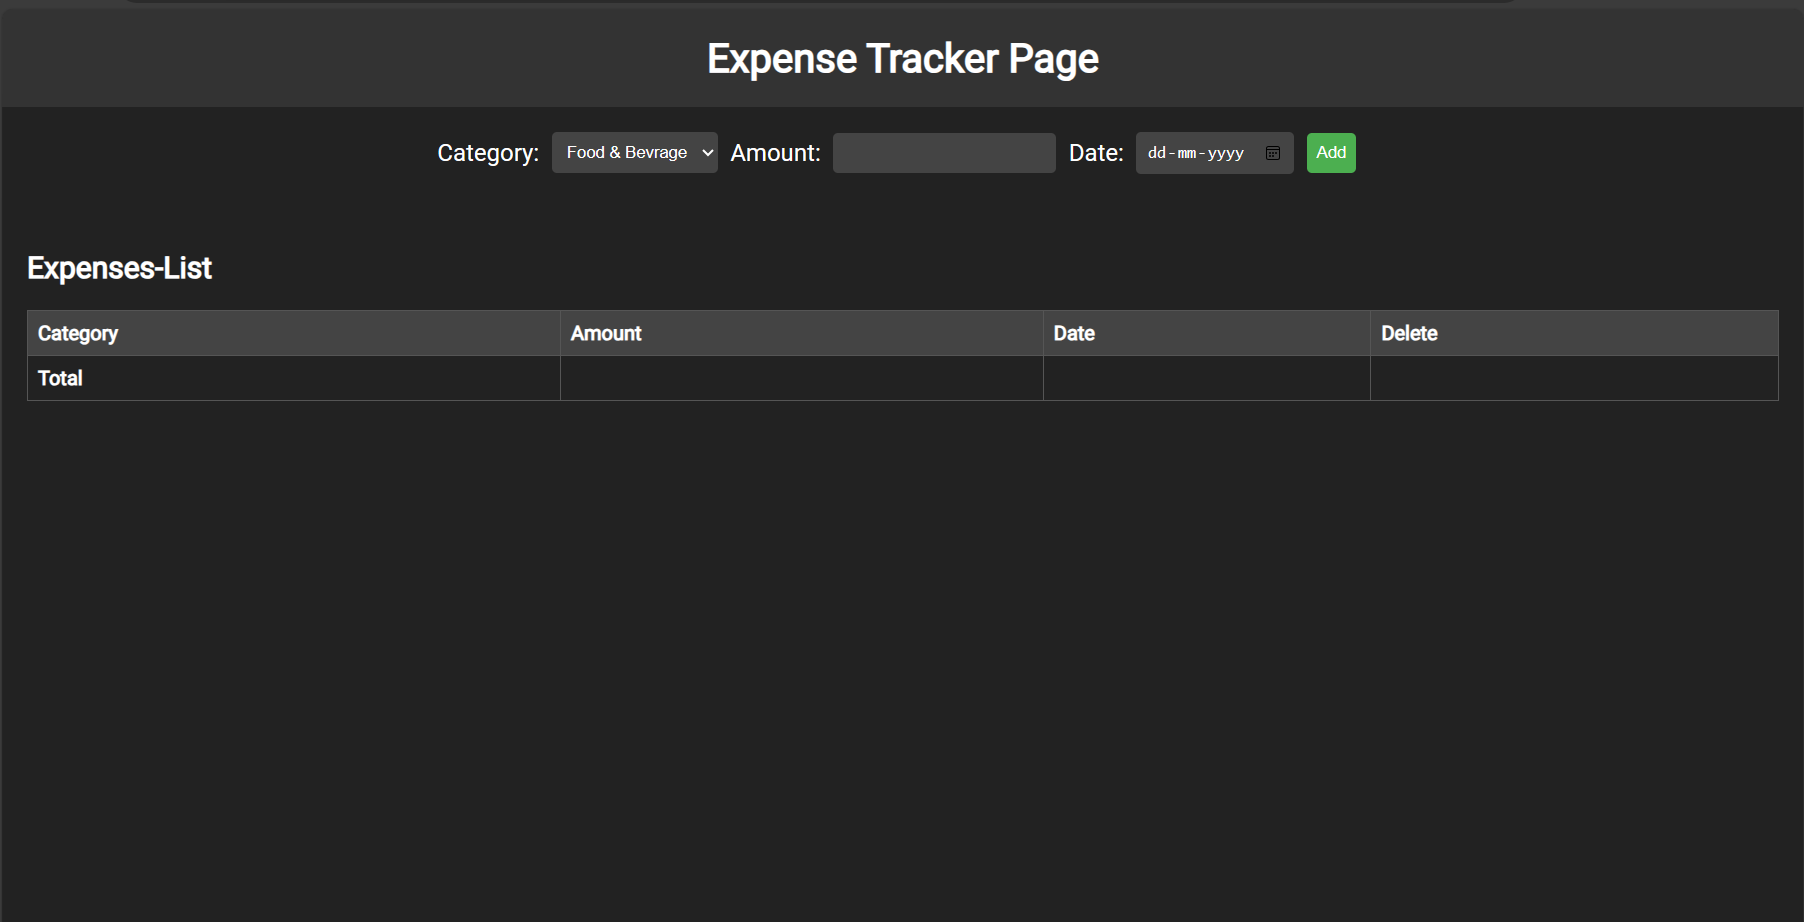 Expense Tracker Page
Category: Food & Bevrage Amount: Date: dd-mm-yyyy Add
Expenses-List
Category Amount Date Delete
Total